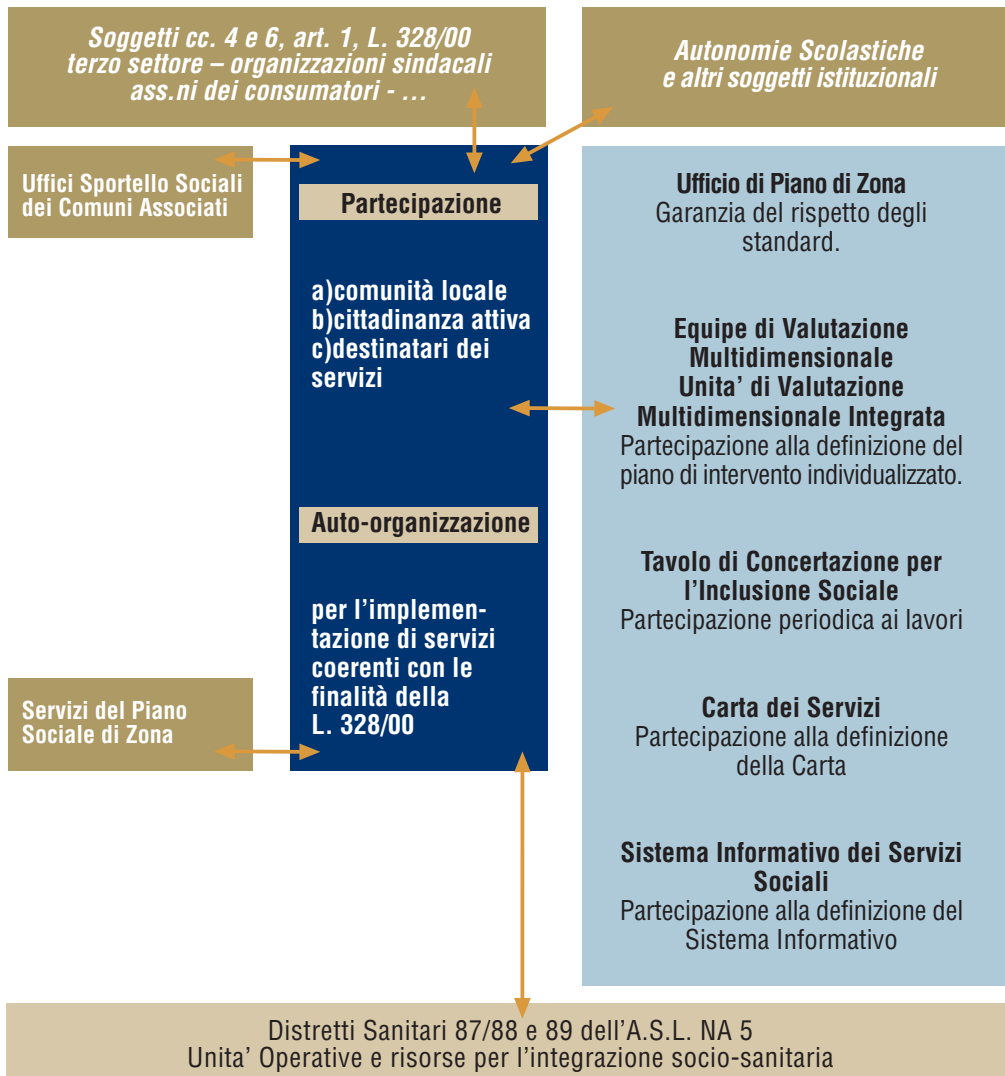 Soggetti cc. 4 e 6, art. 1, L. 328/00
terzo settore – organizzazioni sindacali
ass.ni dei consumatori - ...
Autonomie Scolastiche
e altri soggetti istituzionali
Uffici Sportello Sociali
dei Comuni Associati
Partecipazione
a)comunità locale
b)cittadinanza attiva
c)destinatari dei
servizi
Auto-organizzazione
per l'implemen-
tazione di servizi
coerenti con le
finalità della
L. 328/00
Servizi del Piano
Sociale di Zona
Ufficio di Piano di Zona
Garanzia del rispetto degli
standard.
Equipe di Valutazione
Multidimensionale
Unita' di Valutazione
Multidimensionale Integrata
Partecipazione alla definizione del
piano di intervento individualizzato.
Tavolo di Concertazione per
l'Inclusione Sociale
Partecipazione periodica ai lavori
Carta dei Servizi
Partecipazione alla definizione
della Carta
Sistema Informativo dei Servizi
Sociali
Partecipazione alla definizione del
Sistema Informativo
Distretti Sanitari 87/88 e 89 dell'A.S.L. NA 5
Unita' Operative e risorse per l'integrazione socio-sanitaria